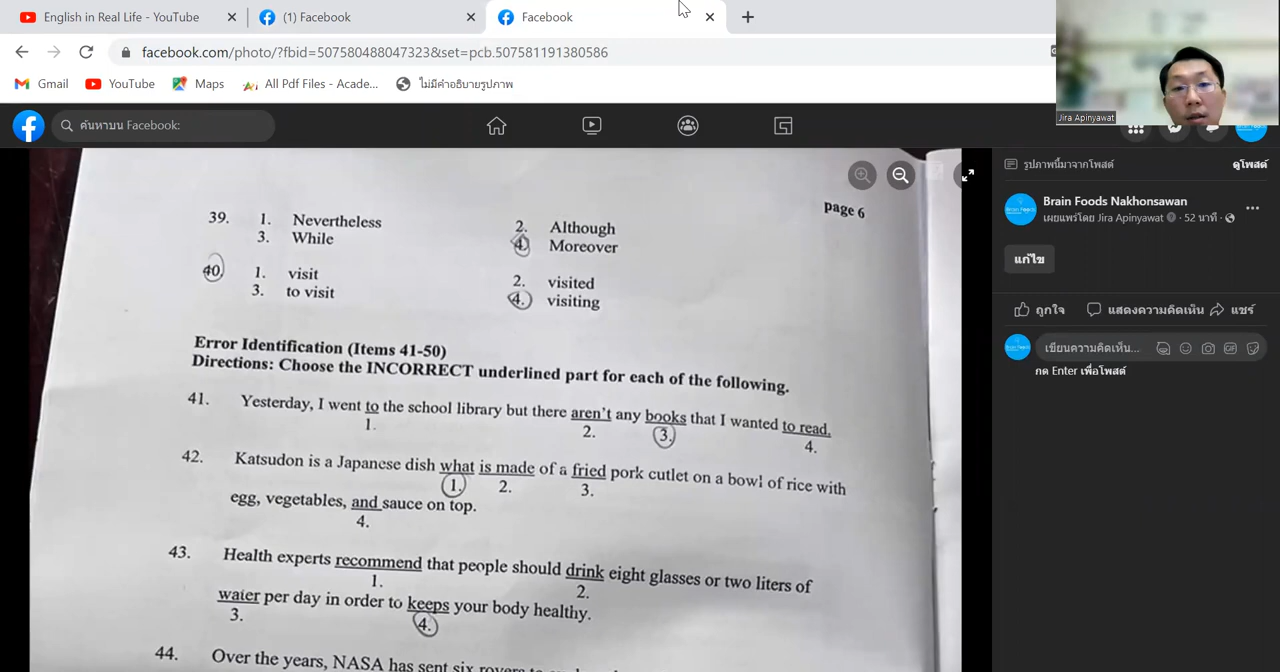 English in Real Life - YouTube
(1) Facebook
Facebook
facebook.com/photo/?fbid=507580488047323&set=pcb.507581191380586
Gmail
YouTube
Maps
All Pdf Files - Acade...
ไม่มีคำอธิบายรูปภาพ
Jira Apinyawat
ค้นหาบน Facebook:
รูปภาพนี้มาจากโพสต์
ดูโพสต์
Brain Foods Nakhonsawan
เผยแพร่โดย Jira Apinyawat · 52 นาที ·
แก้ไข
ถูกใจ
แสดงความคิดเห็น
แชร์
เขียนความคิดเห็น...
กด Enter เพื่อโพสต์
page 6
39. 1. Nevertheless 2. Although
3. While 4. Moreover
40. 1. visit 2. visited
3. to visit 4. visiting
Error Identification (Items 41-50)
Directions: Choose the INCORRECT underlined part for each of the following.
41. Yesterday, I went to the school library but there aren't any books that I wanted to read.
1. 2. 3. 4.
42. Katsudon is a Japanese dish what is made of a fried pork cutlet on a bowl of rice with
1. 2. 3.
egg, vegetables, and sauce on top.
4.
43. Health experts recommend that people should drink eight glasses or two liters of
1. 2.
water per day in order to keeps your body healthy.
3. 4.
44. Over the years, NASA has sent six rovers to